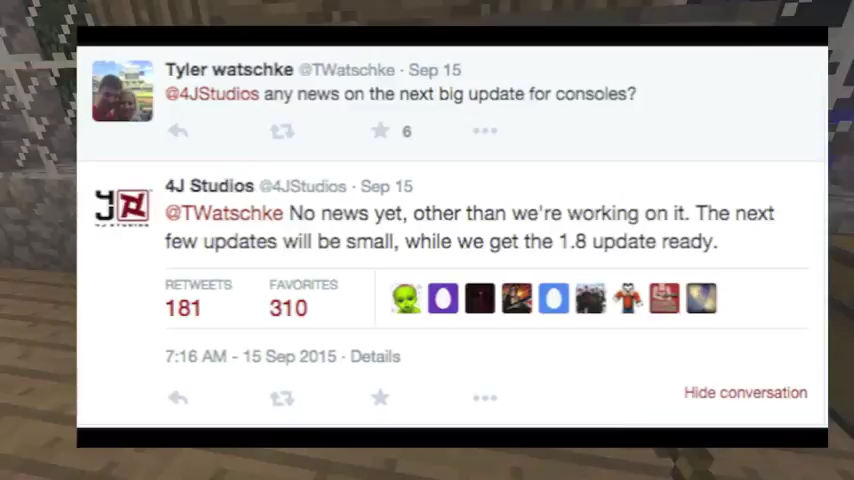 Tyler watschke @TWatschke · Sep 15
@4JStudios any news on the next big update for consoles?
6
4J Studios @4JStudios · Sep 15
4J STUDIOS
@TWatschke No news yet, other than we're working on it. The next
few updates will be small, while we get the 1.8 update ready.
RETWEETS FAVORITES
181 310
7:16 AM - 15 Sep 2015 · Details
Hide conversation